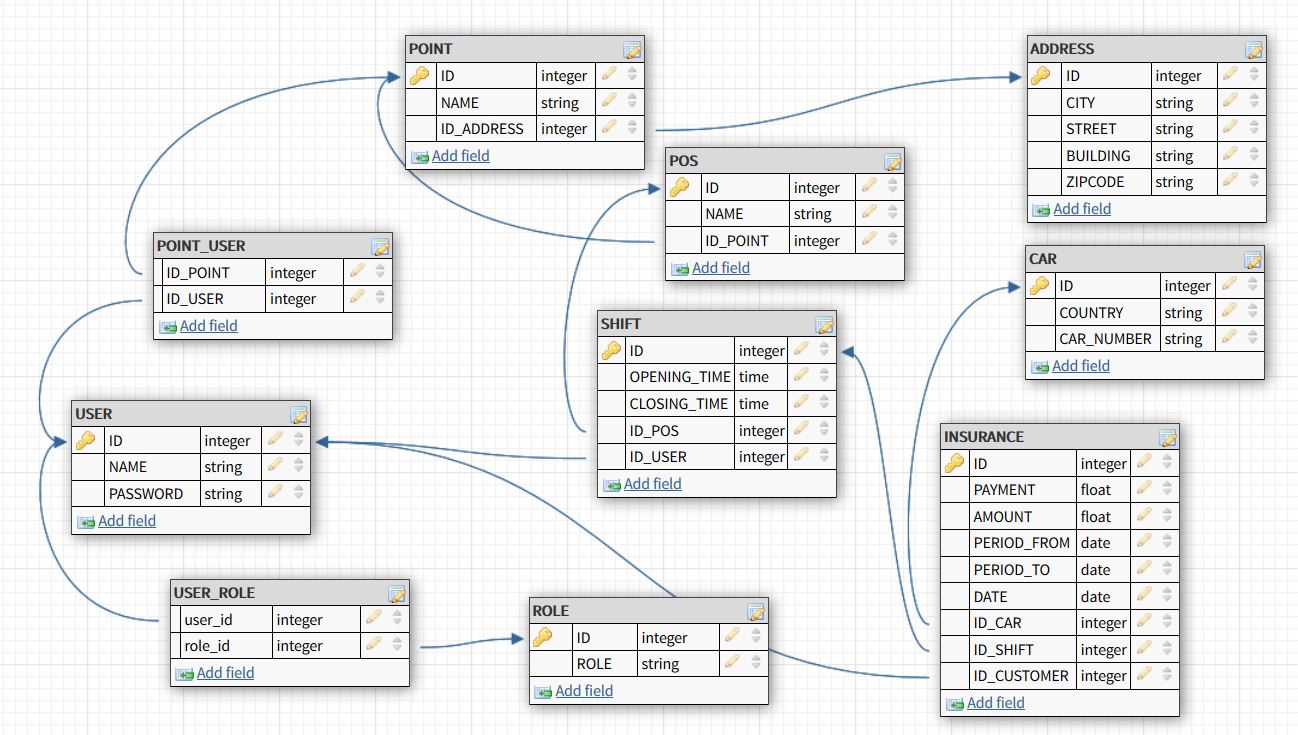 POINT
ID integer
NAME string
ID_ADDRESS integer
Add field
ADDRESS
ID integer
CITY string
STREET string
BUILDING string
ZIPCODE string
Add field
POS
ID integer
NAME string
ID_POINT integer
Add field
POINT_USER
ID_POINT integer
ID_USER integer
Add field
CAR
ID integer
COUNTRY string
CAR_NUMBER string
Add field
SHIFT
ID integer
OPENING_TIME time
CLOSING_TIME time
ID_POS integer
ID_USER integer
Add field
USER
ID integer
NAME string
PASSWORD string
Add field
INSURANCE
ID integer
PAYMENT float
AMOUNT float
PERIOD_FROM date
PERIOD_TO date
DATE date
ID_CAR integer
ID_SHIFT integer
ID_CUSTOMER integer
Add field
USER_ROLE
user_id integer
role_id integer
Add field
ROLE
ID integer
ROLE string
Add field